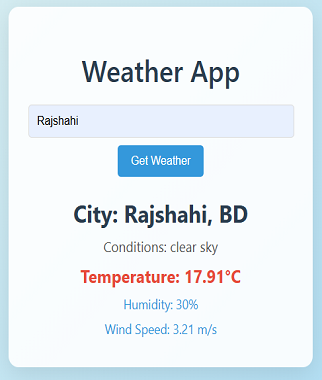 Weather App
Rajshahi
Get Weather
City: Rajshahi, BD
Conditions: clear sky
Temperature: 17.91°C
Humidity: 30%
Wind Speed: 3.21 m/s